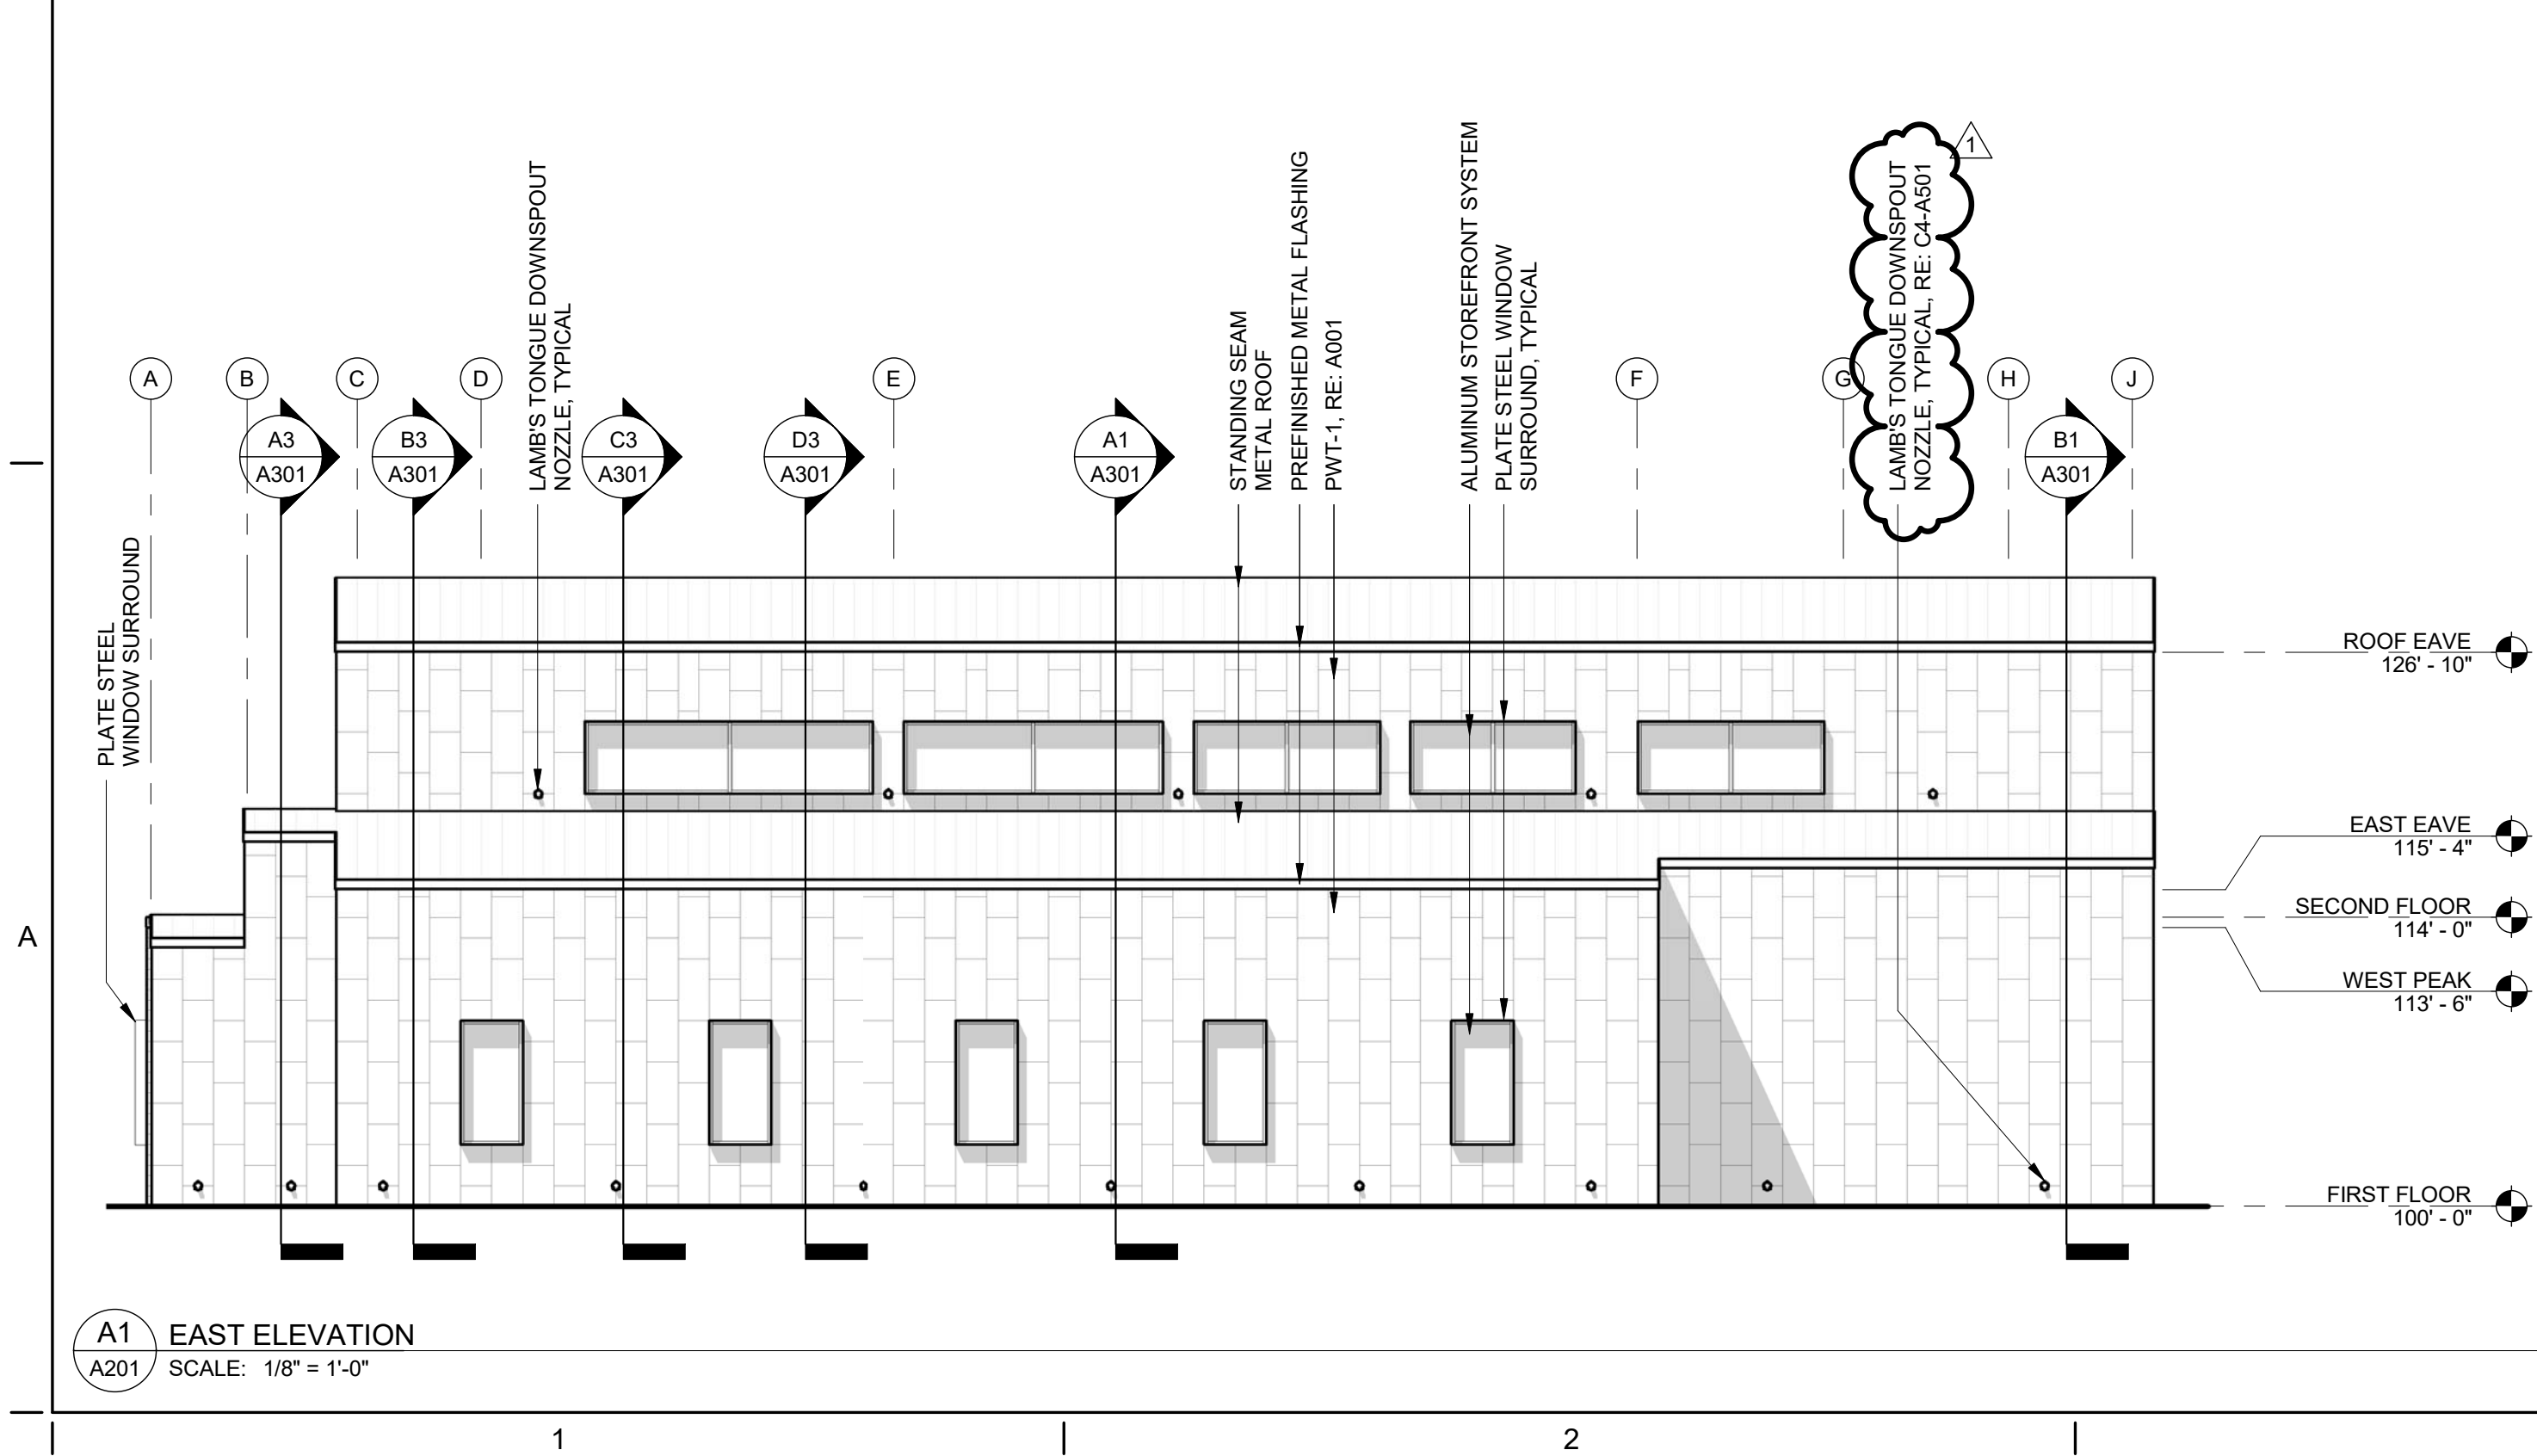 1
LAMB'S TONGUE DOWNSPOUT
NOZZLE, TYPICAL
STANDING SEAM
METAL ROOF
PREFINISHED METAL FLASHING
PWT-1, RE: A001
ALUMINUM STOREFRONT SYSTEM
PLATE STEEL WINDOW
SURROUND, TYPICAL
LAMB'S TONGUE DOWNSPOUT
NOZZLE, TYPICAL, RE: C4-A501
A
B
C
D
E
F
G
H
J
A3
A301
B3
A301
C3
A301
D3
A301
A1
A301
B1
A301
PLATE STEEL
WINDOW SURROUND
ROOF EAVE
126' - 10"
EAST EAVE
115' - 4"
SECOND FLOOR
114' - 0"
WEST PEAK
113' - 6"
FIRST FLOOR
100' - 0"
A
A1
A201
EAST ELEVATION
SCALE: 1/8" = 1'-0"
1
2